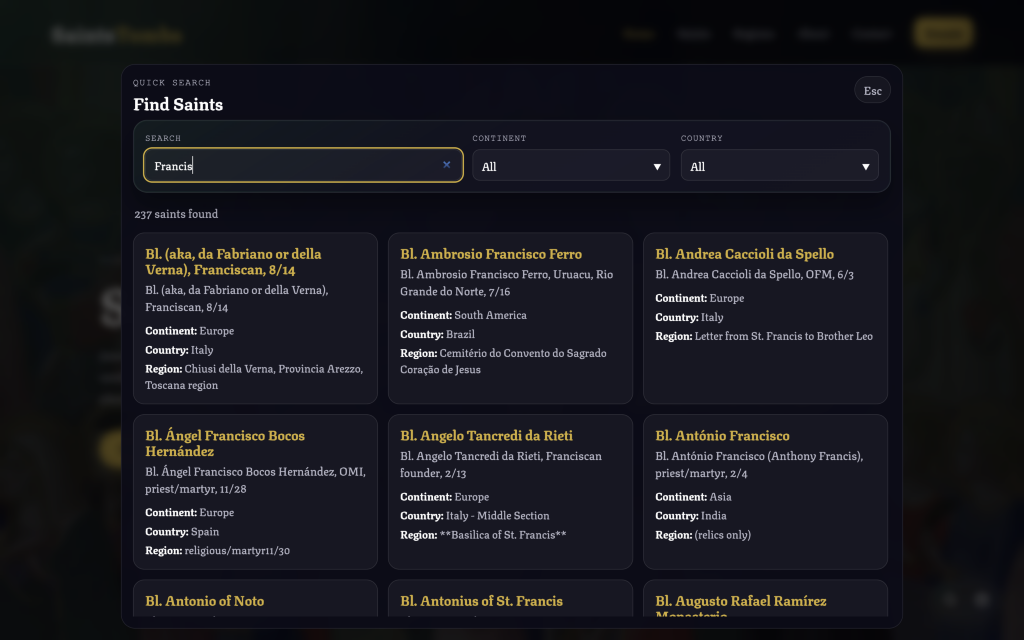 QUICK SEARCH
Find Saints
Esc
SEARCH
CONTINENT
COUNTRY
Francis
×
All ▼
All ▼
237 saints found
Bl. (aka, da Fabriano or della
Verna), Franciscan, 8/14
Bl. (aka, da Fabriano or della Verna),
Franciscan, 8/14
Continent: Europe
Country: Italy
Region: Chiusi della Verna, Provincia Arezzo,
Toscana region
Bl. Ambrosio Francisco Ferro
Bl. Ambrosio Francisco Ferro, Uruacu, Rio
Grande do Norte, 7/16
Continent: South America
Country: Brazil
Region: Cemitério do Convento do Sagrado
Coração de Jesus
Bl. Andrea Caccioli da Spello
Bl. Andrea Caccioli da Spello, OFM, 6/3
Continent: Europe
Country: Italy
Region: Letter from St. Francis to Brother Leo
Bl. Ángel Francisco Bocos
Hernández
Bl. Ángel Francisco Bocos Hernández, OMI,
priest/martyr, 11/28
Continent: Europe
Country: Spain
Region: religious/martyr11/30
Bl. Angelo Tancredi da Rieti
Bl. Angelo Tancredi da Rieti, Franciscan
founder, 2/13
Continent: Europe
Country: Italy - Middle Section
Region: **Basilica of St. Francis**
Bl. António Francisco
Bl. António Francisco (Anthony Francis),
priest/martyr, 2/4
Continent: Asia
Country: India
Region: (relics only)
Bl. Antonio of Noto
Bl. Antonius of St. Francis
Bl. Augusto Rafael Ramírez
Monasterio